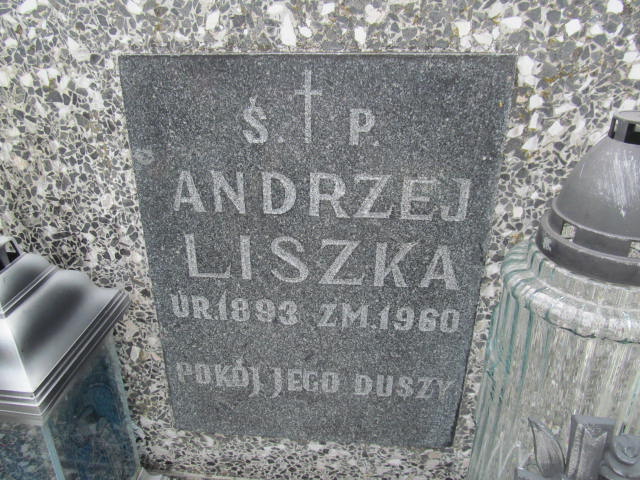 Ś. P.
ANDRZEJ
LISZKA
UR.1893 ZM.1960
POKÓJ JEGO DUSZY